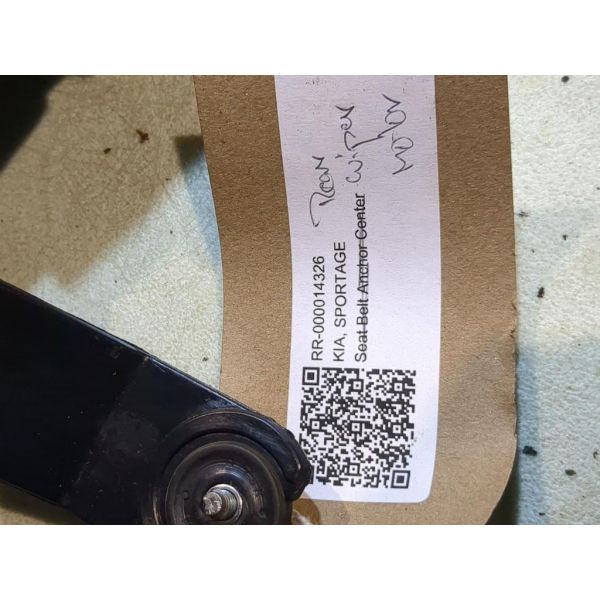 RR-000014326
KIA, SPORTAGE
Seat Belt Anchor Center
Rear
wiper
motor